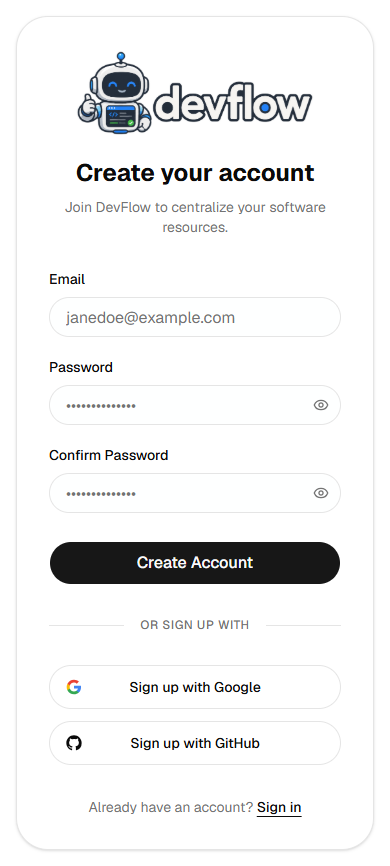 devflow
Create your account
Join DevFlow to centralize your software
resources.
Email
janedoe@example.com
Password
••••••••••••••
Confirm Password
••••••••••••••
Create Account
OR SIGN UP WITH
Sign up with Google
Sign up with GitHub
Already have an account? Sign in